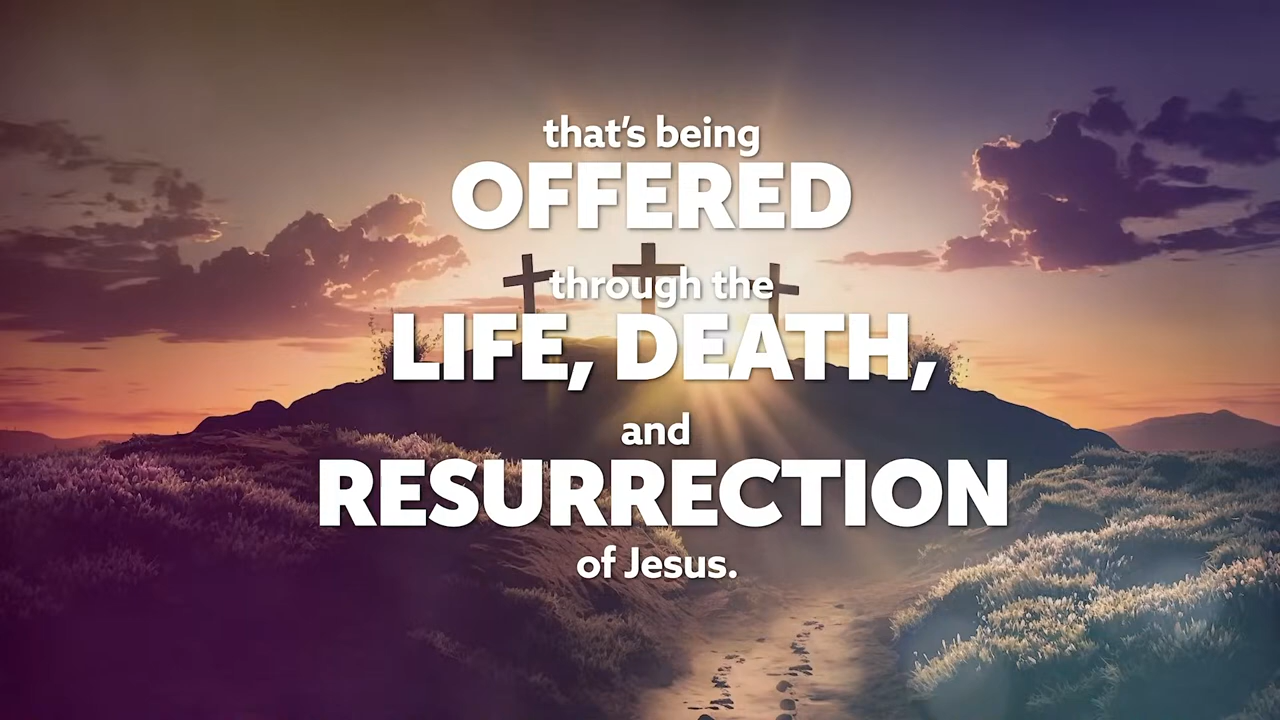 that's being
OFFERED
through the
LIFE, DEATH,
and
RESURRECTION
of Jesus.